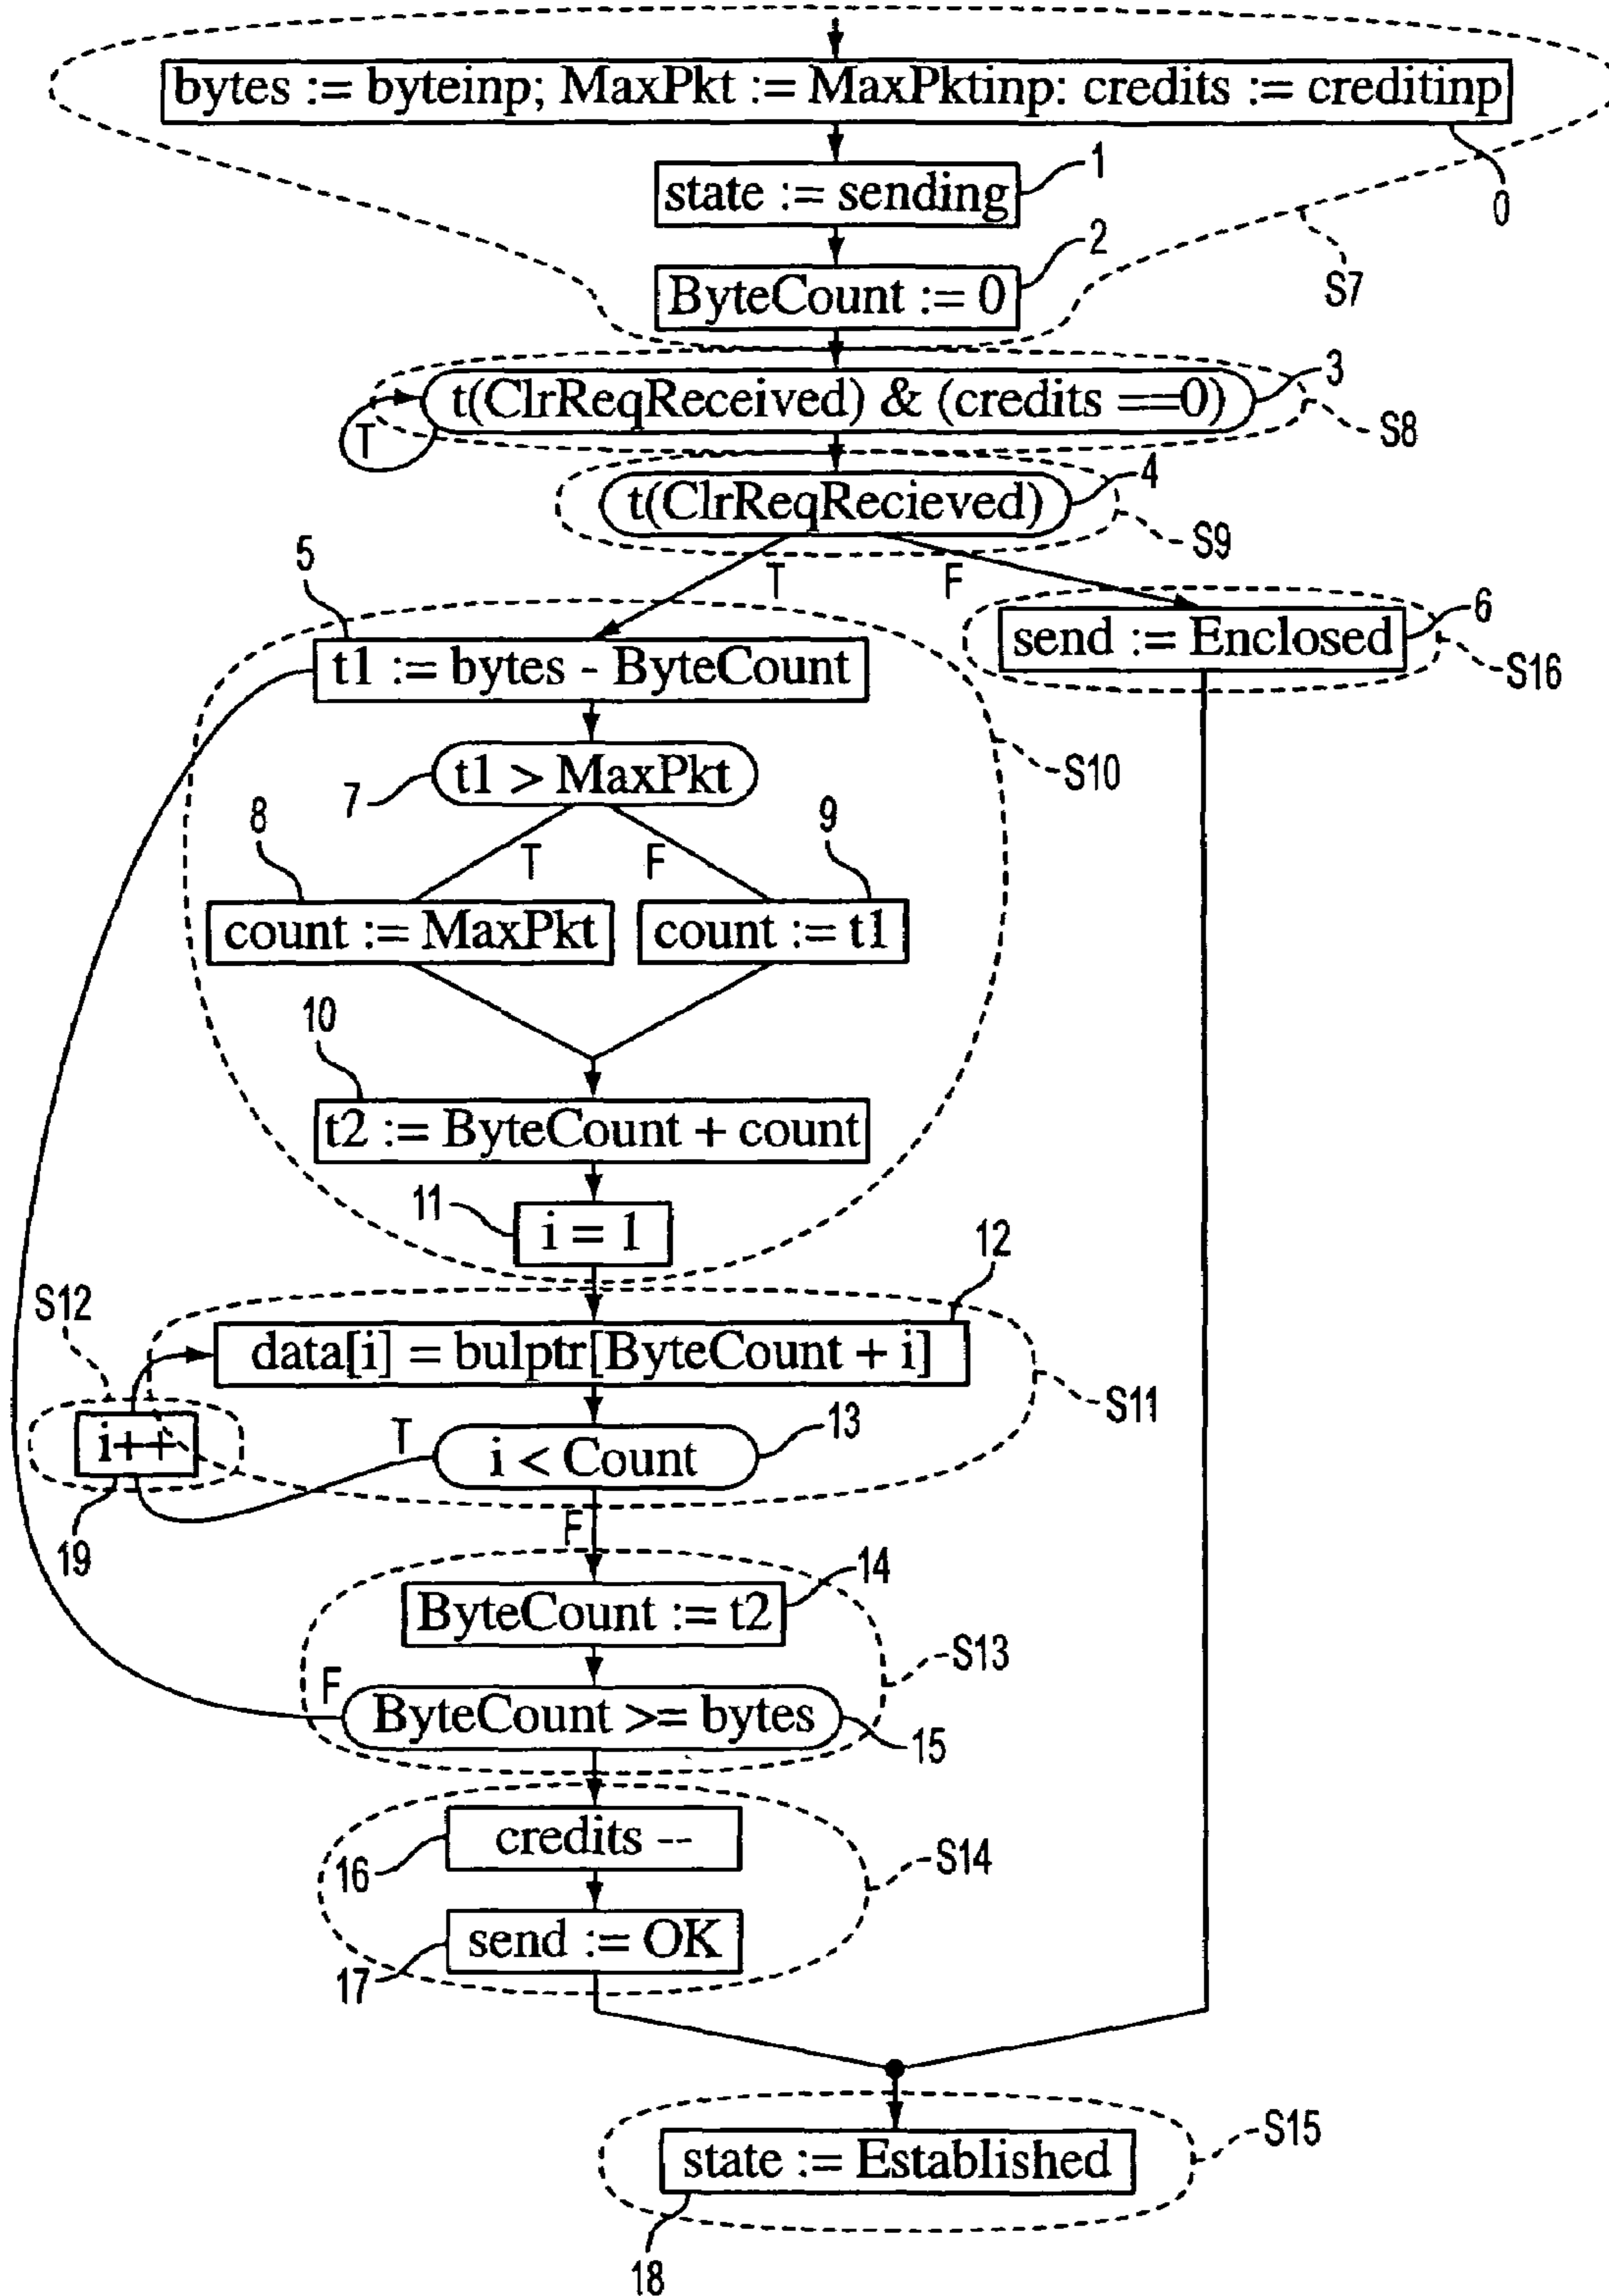 bytes := byteinp; MaxPkt := MaxPktinp: credits := creditinp
0
state := sending
1
S7
ByteCount := 0
2
t(ClrReqReceived) & (credits ==0)
3
T
S8
t(ClrReqRecieved)
4
S9
T
F
5
t1 := bytes - ByteCount
send := Enclosed
6
S16
t1 > MaxPkt
7
S10
T
F
8
9
count := MaxPkt
count := t1
10
t2 := ByteCount + count
11
i = 1
12
S12
data[i] = bulptr[ByteCount + i]
S11
i++
T
i < Count
13
19
F
14
ByteCount := t2
S13
F
ByteCount >= bytes
15
credits --
16
S14
send := OK
17
state := Established
S15
18